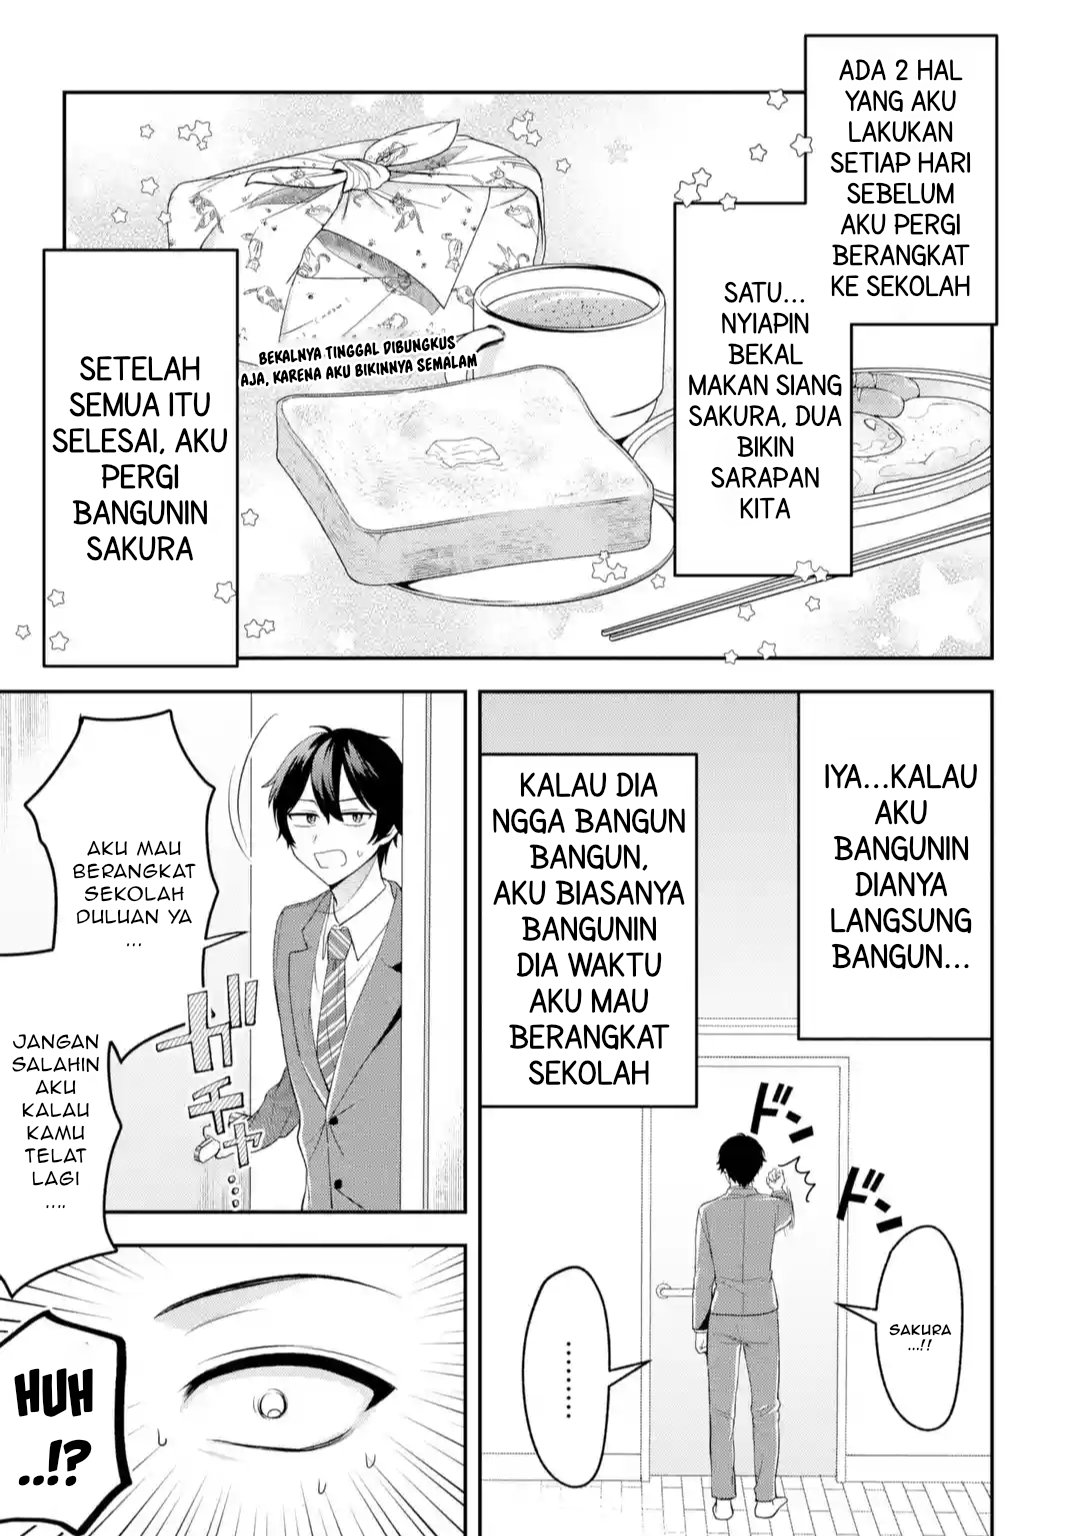 ADA 2 HAL
YANG AKU
LAKUKAN
SETIAP HARI
SEBELUM
AKU PERGI
BERANGKAT
KE SEKOLAH
SATU...
NYIAPIN
BEKAL
MAKAN SIANG
SAKURA, DUA
BIKIN
SARAPAN
KITA
BEKALNYA TINGGAL DIBUNGKUS
AJA, KARENA AKU BIKINNYA SEMALAM
SETELAH
SEMUA ITU
SELESAI, AKU
PERGI
BANGUNIN
SAKURA
IYA...KALAU
AKU
BANGUNIN
DIANYA
LANGSUNG
BANGUN...
KALAU DIA
NGGA BANGUN
BANGUN,
AKU BIASANYA
BANGUNIN
DIA WAKTU
AKU MAU
BERANGKAT
SEKOLAH
ドン
ドン
SAKURA
...!!
.........
AKU MAU
BERANGKAT
SEKOLAH
DULUAN YA
...
ガチャ...
JANGAN
SALAHIN
AKU
KALAU
KAMU
TELAT
LAGI
....
HUH
..!?